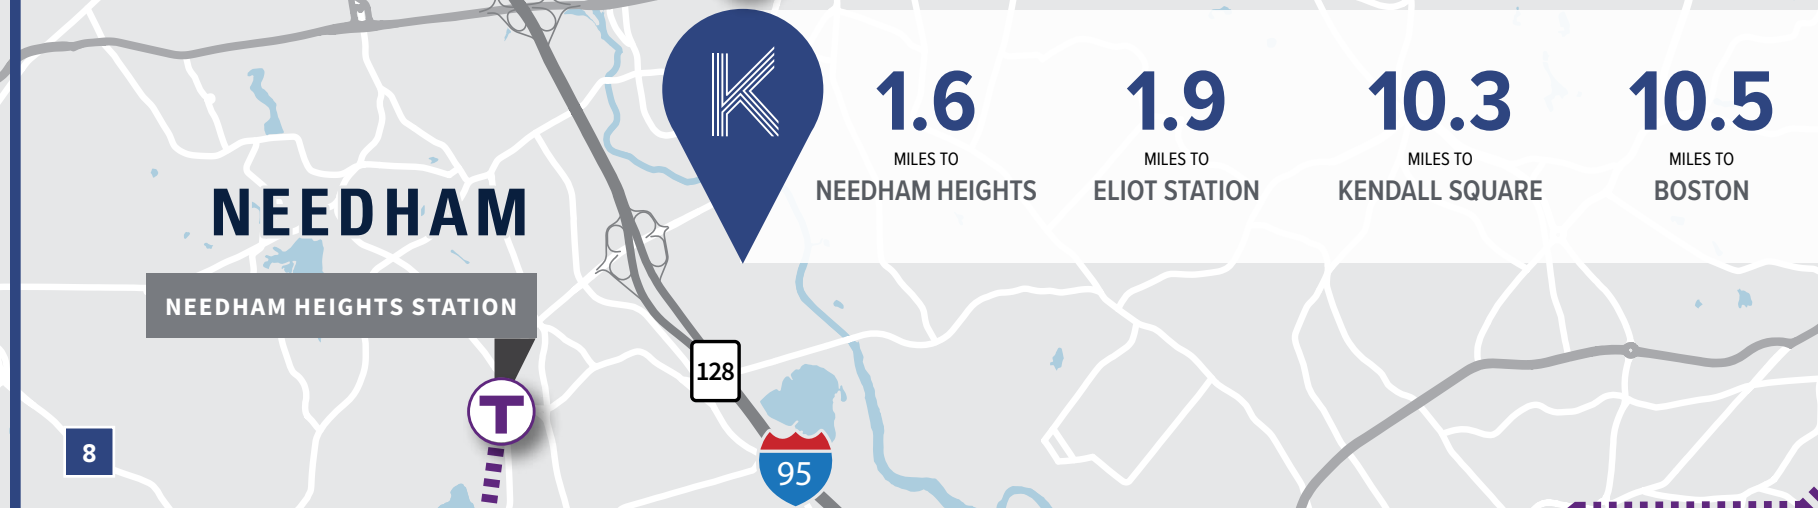 K
1.6
MILES TO
NEEDHAM HEIGHTS
1.9
MILES TO
ELIOT STATION
10.3
MILES TO
KENDALL SQUARE
10.5
MILES TO
BOSTON
NEEDHAM
NEEDHAM HEIGHTS STATION
128
T
8
95